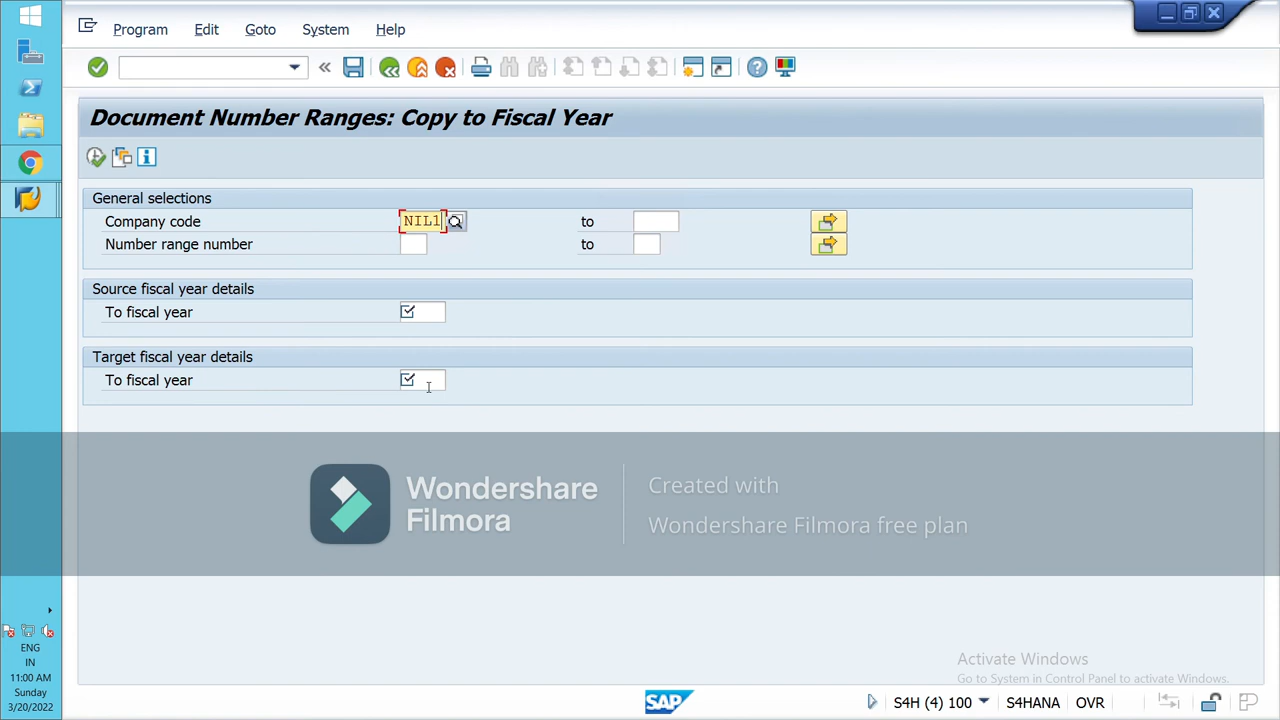 Program Edit Goto System Help
Document Number Ranges: Copy to Fiscal Year
General selections
Company code NIL1 to
Number range number to
Source fiscal year details
To fiscal year
Target fiscal year details
To fiscal year
Wondershare
Filmora
Created with
Wondershare Filmora free plan
ENG
IN
11:00 AM
Sunday
3/20/2022
Activate Windows
Go to System in Control Panel to activate Windows.
SAP
S4H (4) 100 S4HANA OVR